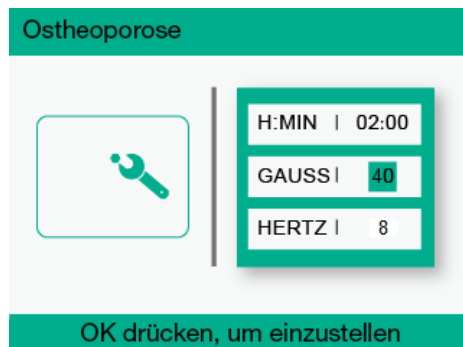 Ostheoporose
H:MIN | 02:00
GAUSS | 40
HERTZ | 8
OK drücken, um einzustellen